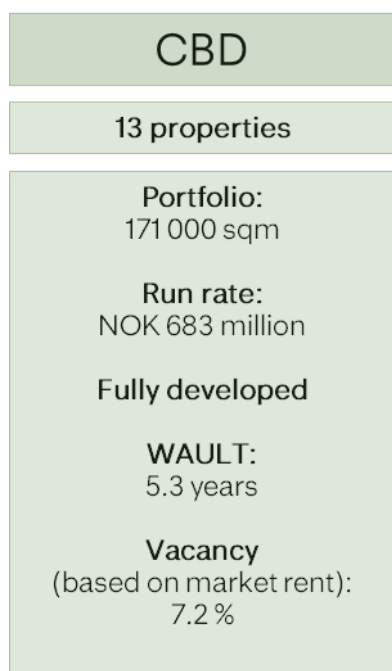 CBD
13 properties
Portfolio:
171 000 sqm
Run rate:
NOK 683 million
Fully developed
WAULT:
5.3 years
Vacancy
(based on market rent):
7.2 %